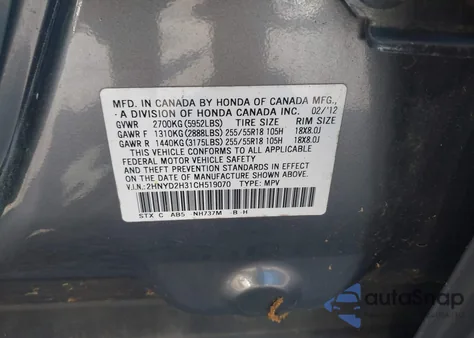 MFD. IN CANADA BY HONDA OF CANADA MFG.,
- A DIVISION OF HONDA CANADA INC. 02/'12
GVWR 2700KG(5952LBS) TIRE SIZE RIM SIZE
GAWR F 1310KG(2888LBS) 255/55R18 105H 18X8.0J
GAWR R 1440KG(3175LBS) 255/55R18 105H 18X8.0J
THIS VEHICLE CONFORMS TO ALL APPLICABLE
FEDERAL MOTOR VEHICLE SAFETY
AND THEFT PREVENTION STANDARDS IN EFFECT
ON THE DATE OF MANUFACTURE SHOWN ABOVE.
V.I.N.:2HNYD2H31CH519070 TYPE: MPV
STX C AB5 NH737M -B -H
autoSnap